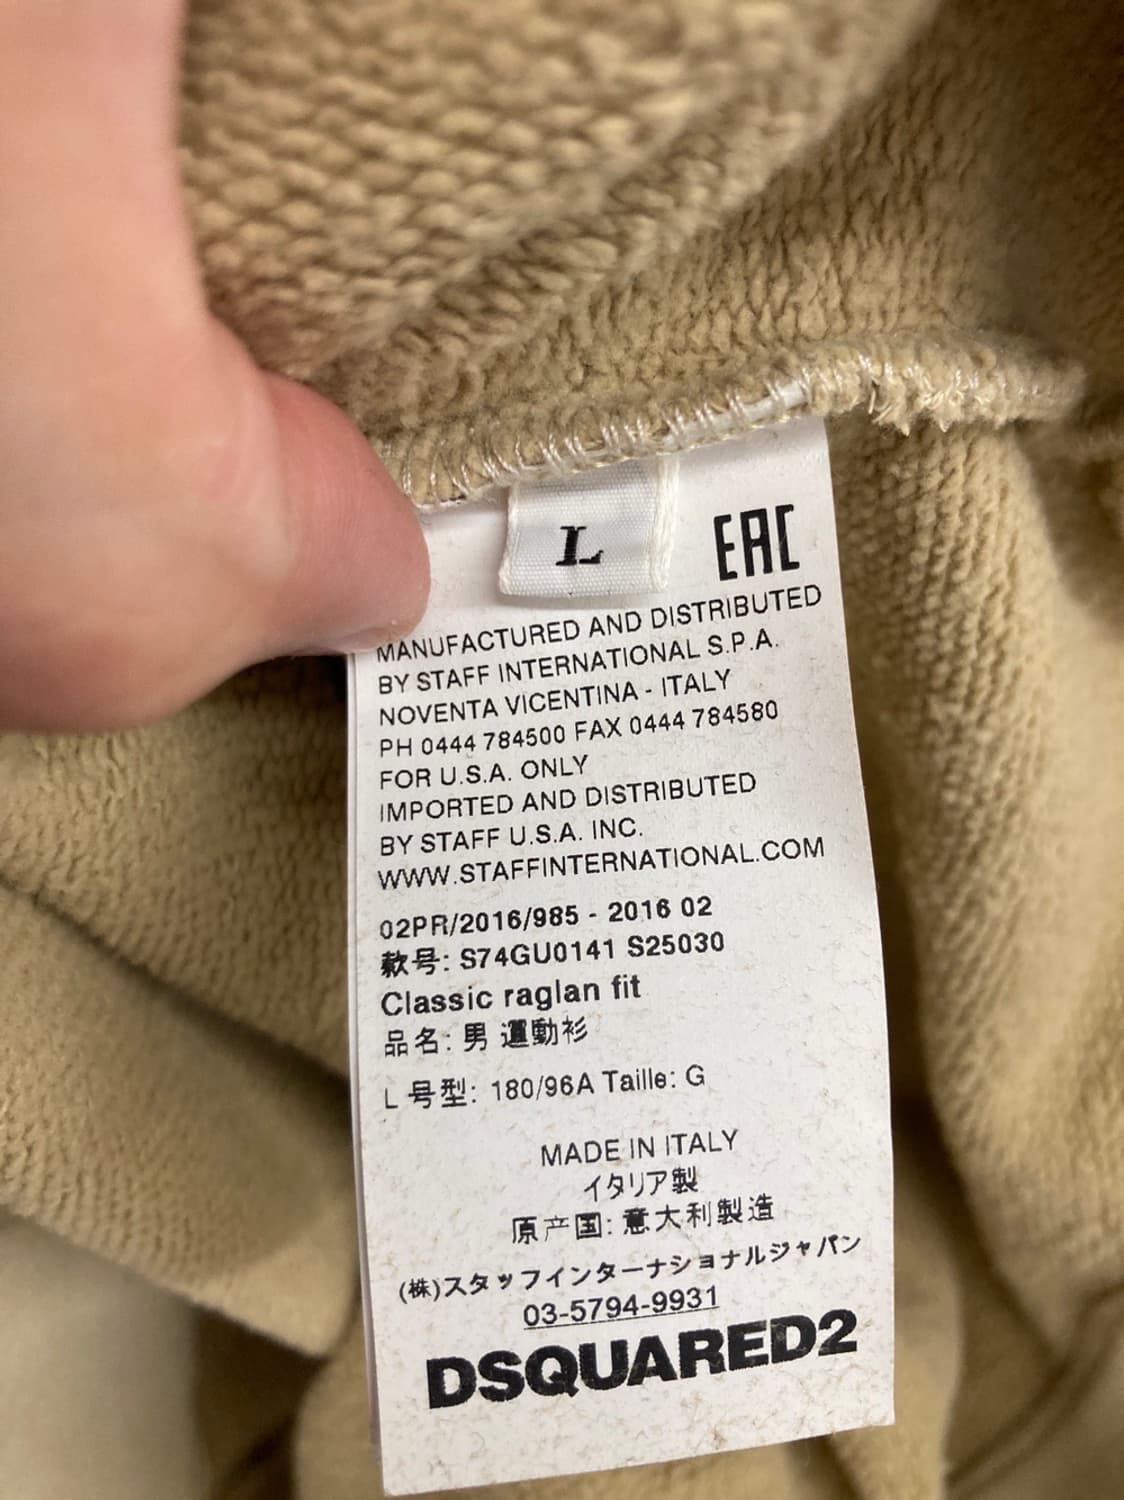 L
EAC
MANUFACTURED AND DISTRIBUTED
BY STAFF INTERNATIONAL S.P.A.
NOVENTA VICENTINA - ITALY
PH 0444 784500 FAX 0444 784580
FOR U.S.A. ONLY
IMPORTED AND DISTRIBUTED
BY STAFF U.S.A. INC.
WWW.STAFFINTERNATIONAL.COM
02PR/2016/985 - 2016 02
款号: S74GU0141 S25030
Classic raglan fit
品名: 男 運動衫
L 号型: 180/96A Taille: G
MADE IN ITALY
イタリア製
原产国: 意大利製造
(株)スタッフインターナショナルジャパン
03-5794-9931
DSQUARED2